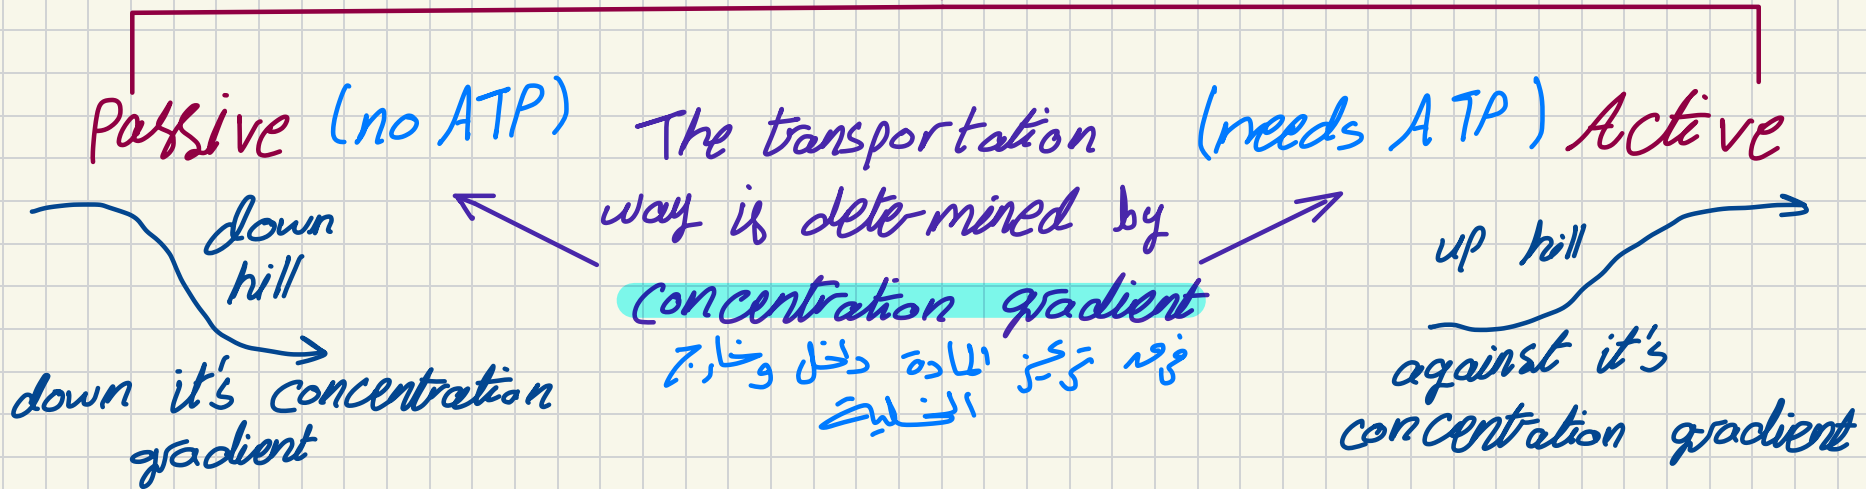 Passive (no ATP)
down
hill
down it's concentration
gradient
The transportation
way is determined by
concentration gradient
فرق تركيز المادة داخل وخارج
الخلية
(needs ATP) Active
up hill
against it's
concentration gradient